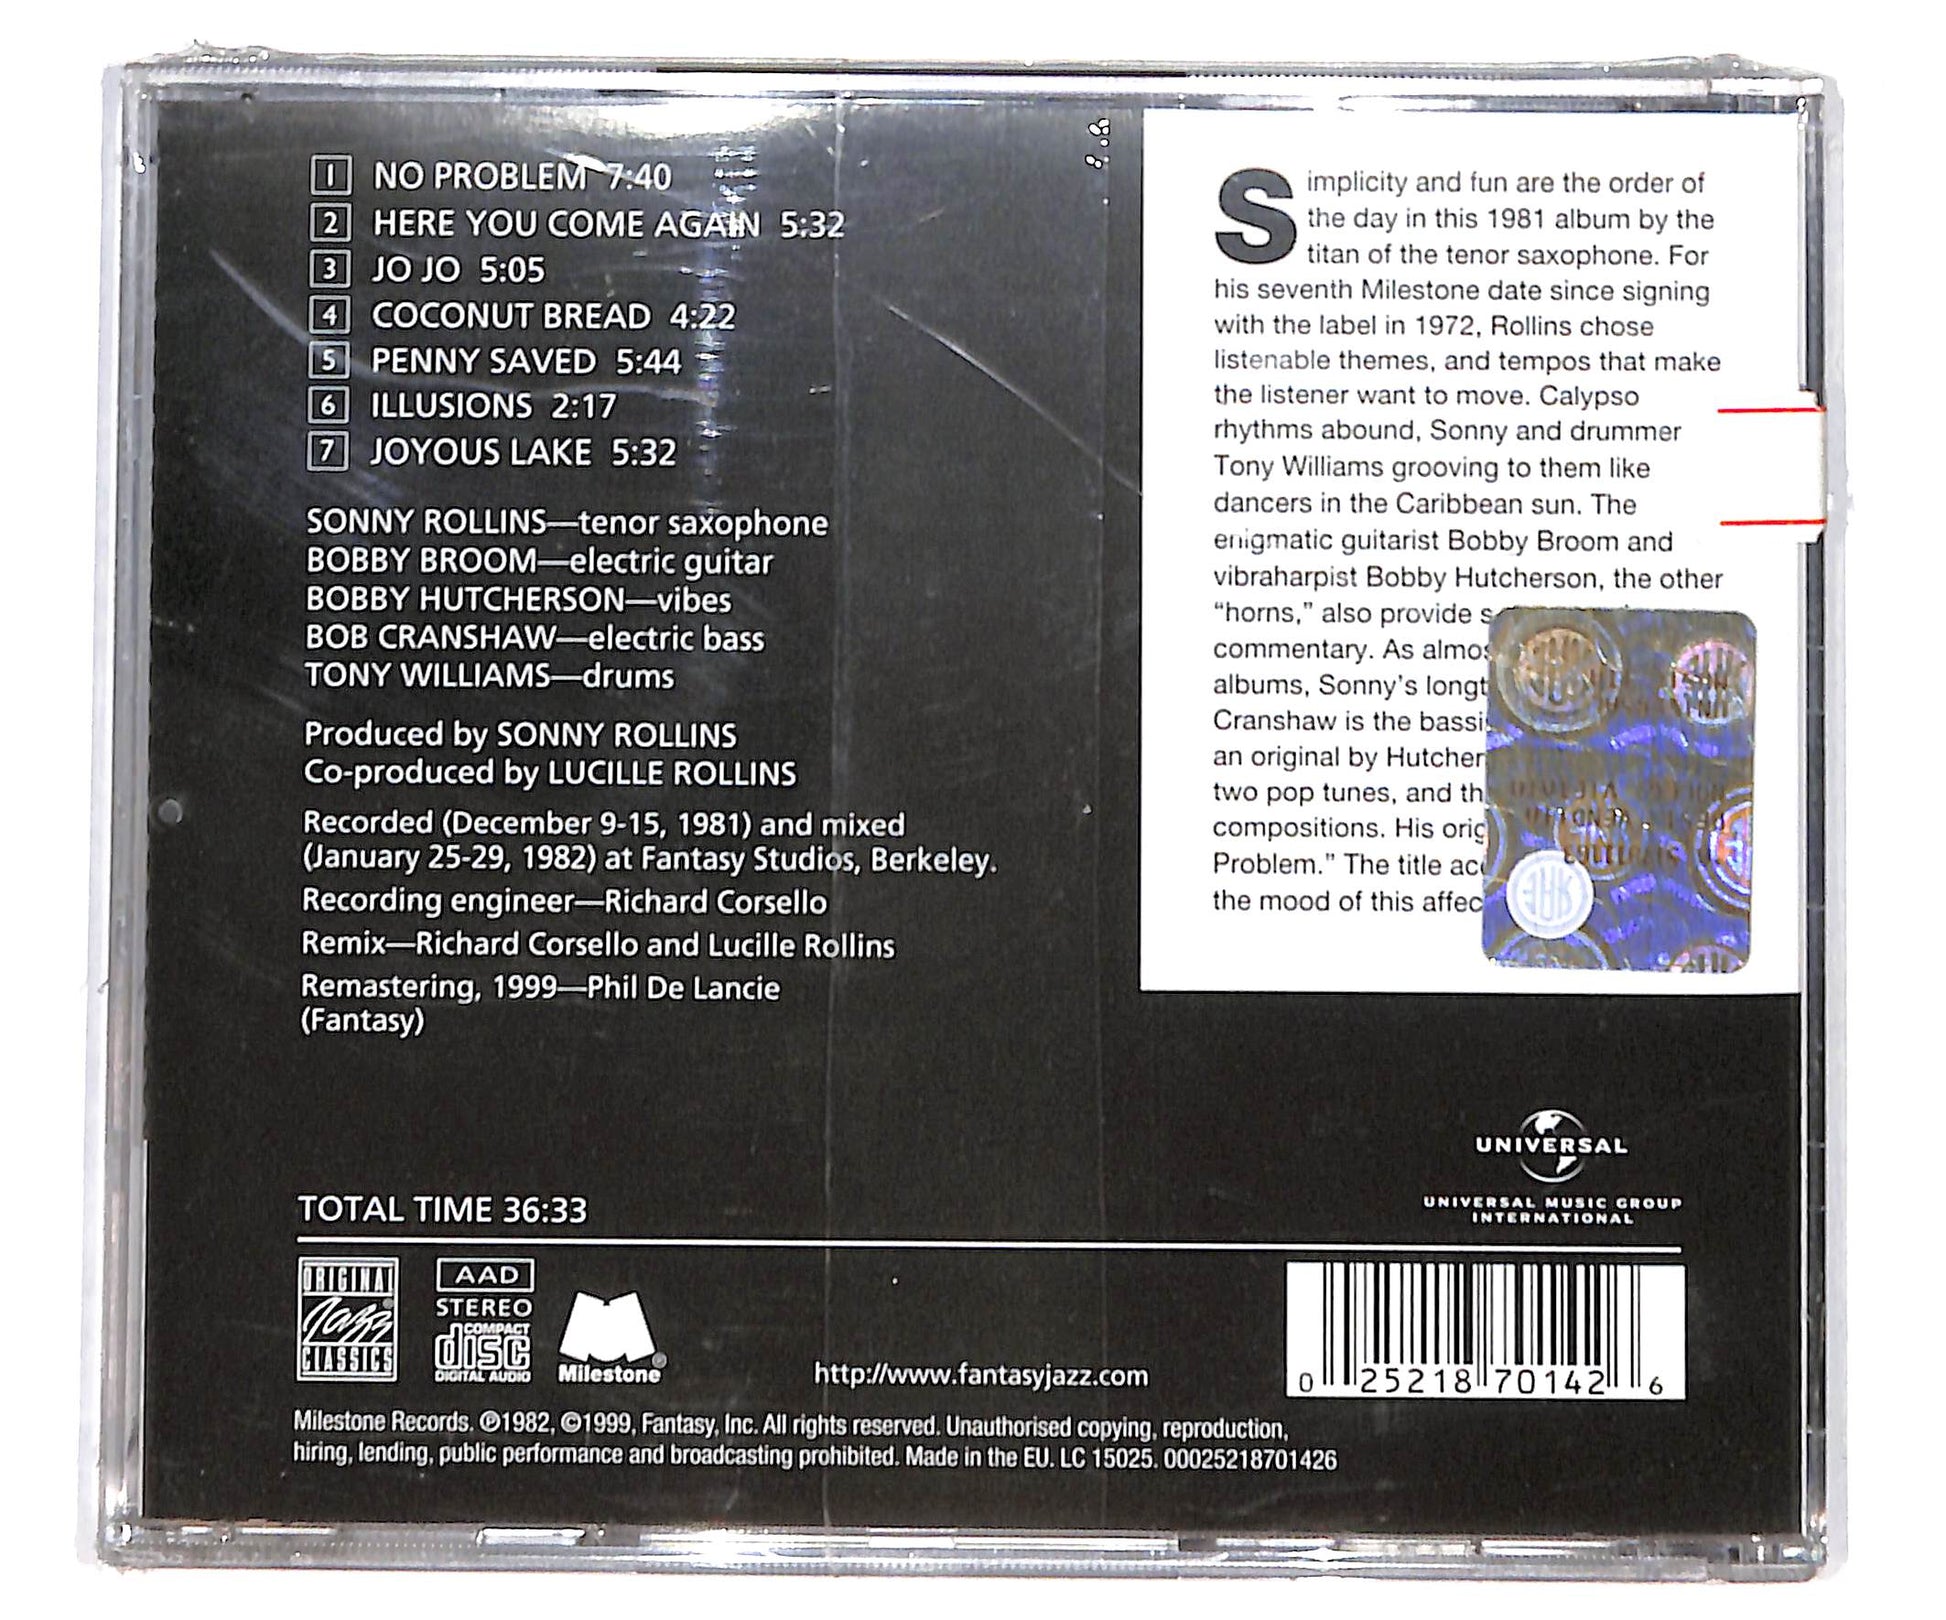 1 NO PROBLEM 7:40
2 HERE YOU COME AGAIN 5:32
3 JO JO 5:05
4 COCONUT BREAD 4:22
5 PENNY SAVED 5:44
6 ILLUSIONS 2:17
7 JOYOUS LAKE 5:32
SONNY ROLLINS—tenor saxophone
BOBBY BROOM—electric guitar
BOBBY HUTCHERSON—vibes
BOB CRANSHAW—electric bass
TONY WILLIAMS—drums
Produced by SONNY ROLLINS
Co-produced by LUCILLE ROLLINS
Recorded (December 9-15, 1981) and mixed
(January 25-29, 1982) at Fantasy Studios, Berkeley.
Recording engineer—Richard Corsello
Remix—Richard Corsello and Lucille Rollins
Remastering, 1999—Phil De Lancie
(Fantasy)
Simplicity and fun are the order of
the day in this 1981 album by the
titan of the tenor saxophone. For
his seventh Milestone date since signing
with the label in 1972, Rollins chose
listenable themes, and tempos that make
the listener want to move. Calypso
rhythms abound, Sonny and drummer
Tony Williams grooving to them like
dancers in the Caribbean sun. The
enigmatic guitarist Bobby Broom and
vibraharpist Bobby Hutcherson, the other
“horns,” also provide
commentary. As
albums, Sonny's
Cranshaw is the
an original by
two pop tunes, and
compositions. His
Problem.” The title
the mood of this
UNIVERSAL
UNIVERSAL MUSIC GROUP
INTERNATIONAL
TOTAL TIME 36:33
ORIGINAL
Jazz
CLASSICS
AAD
STEREO
COMPACT
disc
DIGITAL AUDIO
Milestone
http://www.fantasyjazz.com
0 25218 70142 6
Milestone Records. ℗1982, ©1999, Fantasy, Inc. All rights reserved. Unauthorised copying, reproduction,
hiring, lending, public performance and broadcasting prohibited. Made in the EU. LC 15025. 00025218701426